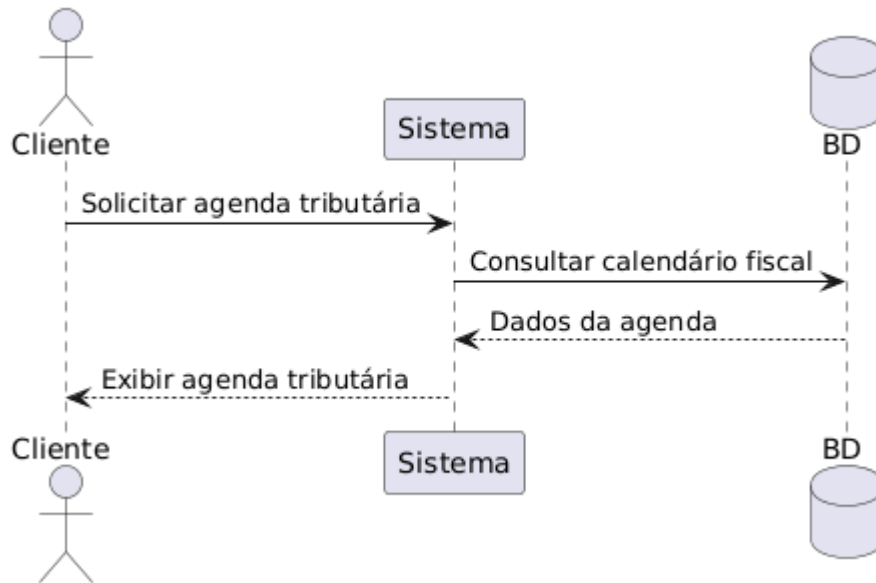 Cliente
Sistema
BD
Solicitar agenda tributária
Consultar calendário fiscal
Dados da agenda
Exibir agenda tributária
Cliente
Sistema
BD